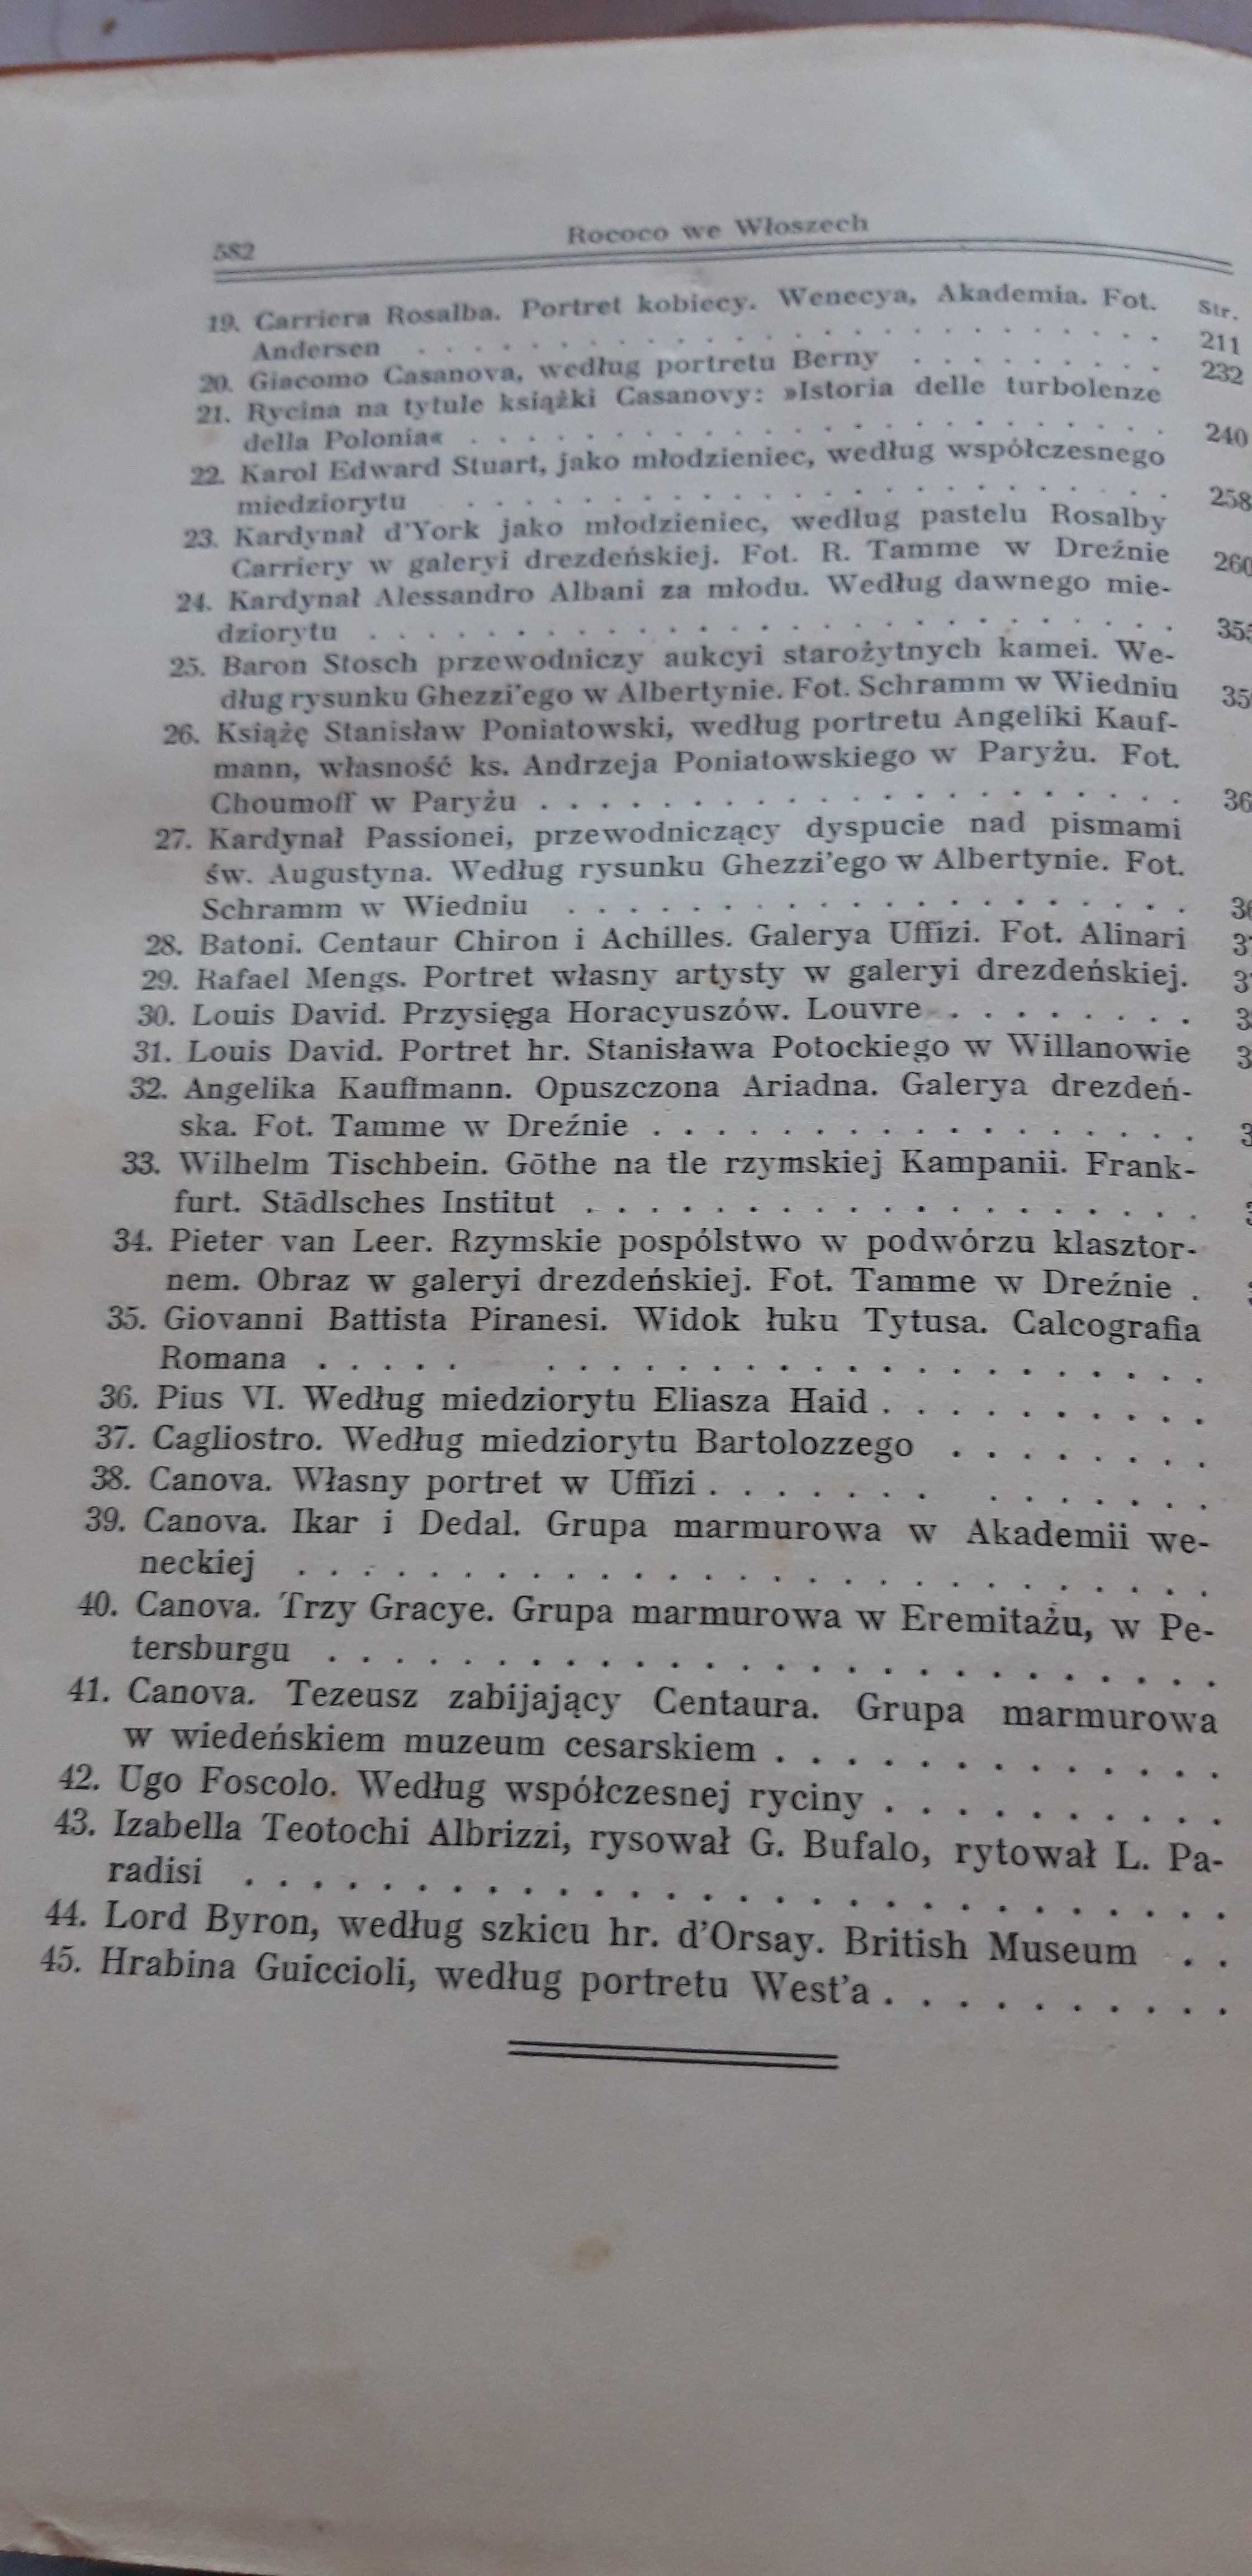 582
Rococo we Włoszech
Str.
19. Carriera Rosalba. Portret kobiecy. Wenecya, Akademia. Fot.
Andersen . . . . . . . . . . . . . . . . . . . . 211
20. Giacomo Casanova, według portretu Berny . . . . . . . . 232
21. Rycina na tytule książki Casanovy: »Istoria delle turbolenze
della Polonia« . . . . . . . . . . . . . . . . . . . . 240
22. Karol Edward Stuart, jako młodzieniec, według współczesnego
miedziorytu . . . . . . . . . . . . . . . . . . . . 258
23. Kardynał d'York jako młodzieniec, według pastelu Rosalby
Carriery w galeryi drezdeńskiej. Fot. R. Tamme w Dreźnie 260
24. Kardynał Alessandro Albani za młodu. Według dawnego mie-
dziorytu . . . . . . . . . . . . . . . . . . . .
25. Baron Stosch przewodniczy aukcyi starożytnych kamei. We-
dług rysunku Ghezzi'ego w Albertynie. Fot. Schramm w Wiedniu
26. Książę Stanisław Poniatowski, według portretu Angeliki Kauf-
mann, własność ks. Andrzeja Poniatowskiego w Paryżu. Fot.
Choumoff w Paryżu . . . . . . . . . . . . . . . . . .
27. Kardynał Passionei, przewodniczący dyspucie nad pismami
św. Augustyna. Według rysunku Ghezzi'ego w Albertynie. Fot.
Schramm w Wiedniu . . . . . . . . . . . . . . . . . .
28. Batoni. Centaur Chiron i Achilles. Galerya Uffizi. Fot. Alinari
29. Rafael Mengs. Portret własny artysty w galeryi drezdeńskiej.
30. Louis David. Przysięga Horacyuszów. Louvre . . . . . . . .
31. Louis David. Portret hr. Stanisława Potockiego w Willanowie
32. Angelika Kauffmann. Opuszczona Ariadna. Galerya drezdeń-
ska. Fot. Tamme w Dreźnie . . . . . . . . . . . . . . . .
33. Wilhelm Tischbein. Göthe na tle rzymskiej Kampanii. Frank-
furt. Städlsches Institut . . . . . . . . . . . . . . . . . .
34. Pieter van Leer. Rzymskie pospólstwo w podwórzu klasztor-
nem. Obraz w galeryi drezdeńskiej. Fot. Tamme w Dreźnie .
35. Giovanni Battista Piranesi. Widok łuku Tytusa. Calcografia
Romana . . . . . . . . . . . . . . . . . . . .
36. Pius VI. Według miedziorytu Eliasza Haid . . . . . . . . . .
37. Cagliostro. Według miedziorytu Bartolozzego . . . . . . . .
38. Canova. Własny portret w Uffizi . . . . . . . . . . . . . .
39. Canova. Ikar i Dedal. Grupa marmurowa w Akademii we-
neckiej . . . . . . . . . . . . . . . . . . . .
40. Canova. Trzy Gracye. Grupa marmurowa w Eremitażu, w Pe-
tersburgu . . . . . . . . . . . . . . . . . . . .
41. Canova. Tezeusz zabijający Centaura. Grupa marmurowa
w wiedeńskiem muzeum cesarskiem . . . . . . . . . . . . .
42. Ugo Foscolo. Według współczesnej ryciny . . . . . . . . . .
43. Izabella Teotochi Albrizzi, rysował G. Bufalo, rytował L. Pa-
radisi . . . . . . . . . . . . . . . . . . . .
44. Lord Byron, według szkicu hr. d'Orsay. British Museum . .
45. Hrabina Guiccioli, według portretu West'a . . . . . . . . . .